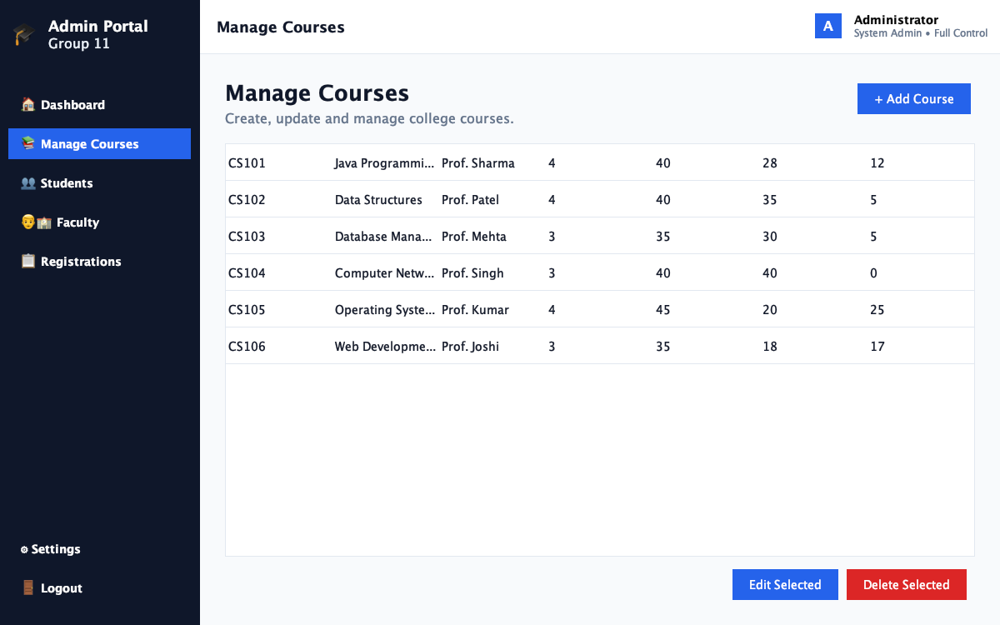 Admin Portal
Group 11
Dashboard
Manage Courses
Students
Faculty
Registrations
Settings
Logout
Manage Courses
A
Administrator
System Admin • Full Control
Manage Courses
Create, update and manage college courses.
+ Add Course
CS101 Java Programmi... Prof. Sharma 4 40 28 12
CS102 Data Structures Prof. Patel 4 40 35 5
CS103 Database Mana... Prof. Mehta 3 35 30 5
CS104 Computer Netw... Prof. Singh 3 40 40 0
CS105 Operating Syste... Prof. Kumar 4 45 20 25
CS106 Web Developme... Prof. Joshi 3 35 18 17
Edit Selected
Delete Selected